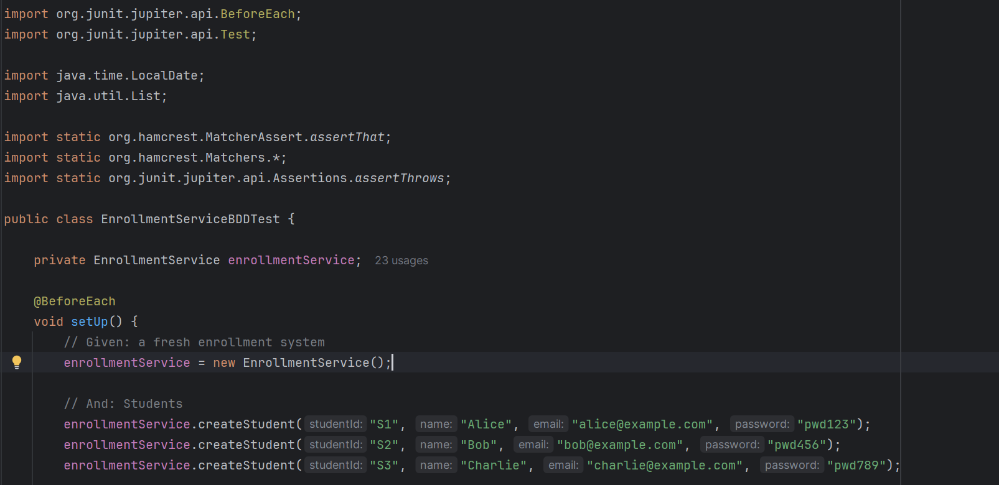 import org.junit.jupiter.api.BeforeEach;
import org.junit.jupiter.api.Test;
import java.time.LocalDate;
import java.util.List;
import static org.hamcrest.MatcherAssert.assertThat;
import static org.hamcrest.Matchers.*;
import static org.junit.jupiter.api.Assertions.assertThrows;
public class EnrollmentServiceBDDTest {
private EnrollmentService enrollmentService; 23 usages
@BeforeEach
void setUp() {
// Given: a fresh enrollment system
enrollmentService = new EnrollmentService();
// And: Students
enrollmentService.createStudent( studentId: "S1", name: "Alice", email: "alice@example.com", password: "pwd123");
enrollmentService.createStudent( studentId: "S2", name: "Bob", email: "bob@example.com", password: "pwd456");
enrollmentService.createStudent( studentId: "S3", name: "Charlie", email: "charlie@example.com", password: "pwd789");